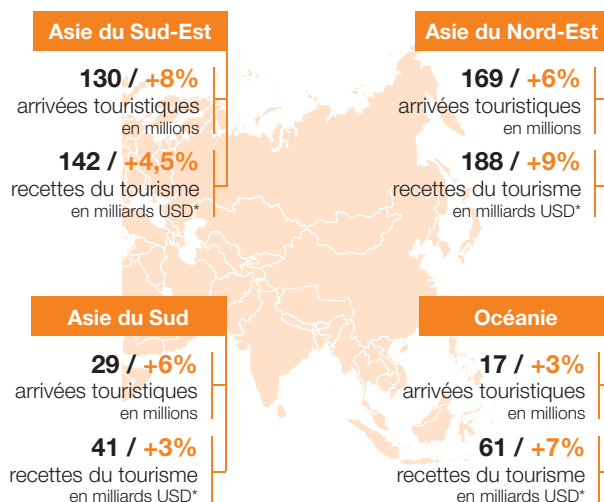 Asie du Sud-Est
130 / +8%
arrivées touristiques
en millions
142 / +4,5%
recettes du tourisme
en milliards USD*
Asie du Nord-Est
169 / +6%
arrivées touristiques
en millions
188 / +9%
recettes du tourisme
en milliards USD*
Asie du Sud
29 / +6%
arrivées touristiques
en millions
41 / +3%
recettes du tourisme
en milliards USD*
Océanie
17 / +3%
arrivées touristiques
en millions
61 / +7%
recettes du tourisme
en milliards USD*